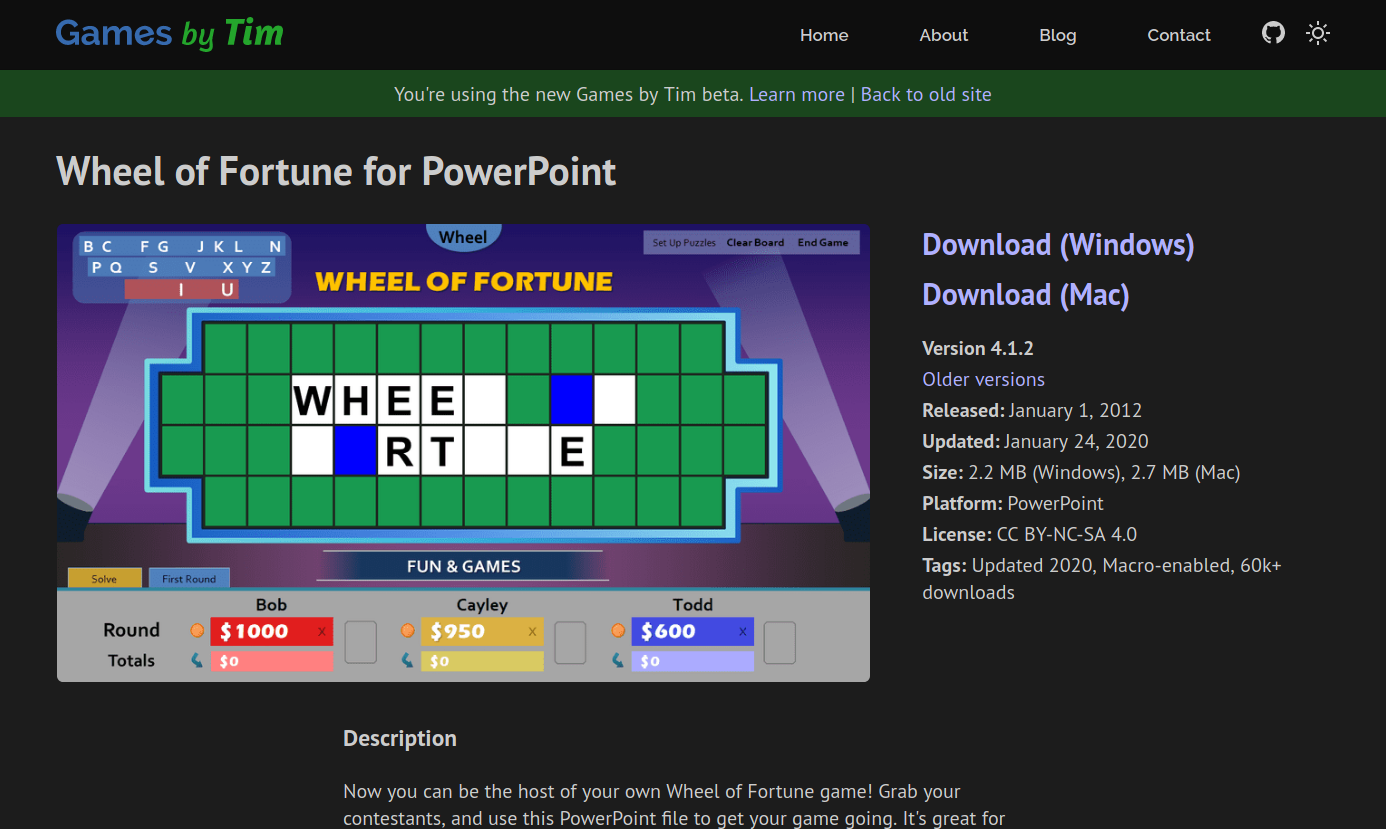 Games by Tim
Home About Blog Contact
You're using the new Games by Tim beta. Learn more | Back to old site
Wheel of Fortune for PowerPoint
B C F G J K L N
P Q S V X Y Z
I U
Wheel
Set Up Puzzles Clear Board End Game
WHEEL OF FORTUNE
W H E E
R T E
FUN & GAMES
Solve First Round
Bob Cayley Todd
Round $1000 x $950 x $600 x
Totals $0 $0 $0
Download (Windows)
Download (Mac)
Version 4.1.2
Older versions
Released: January 1, 2012
Updated: January 24, 2020
Size: 2.2 MB (Windows), 2.7 MB (Mac)
Platform: PowerPoint
License: CC BY-NC-SA 4.0
Tags: Updated 2020, Macro-enabled, 60k+
downloads
Description
Now you can be the host of your own Wheel of Fortune game! Grab your
contestants, and use this PowerPoint file to get your game going. It's great for